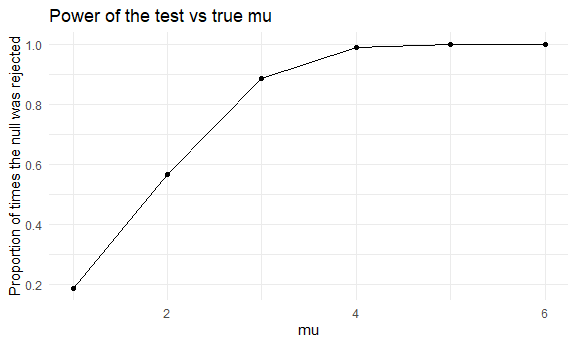 Power of the test vs true mu
Proportion of times the null was rejected
1.0
0.8
0.6
0.4
0.2
2
4
6
mu